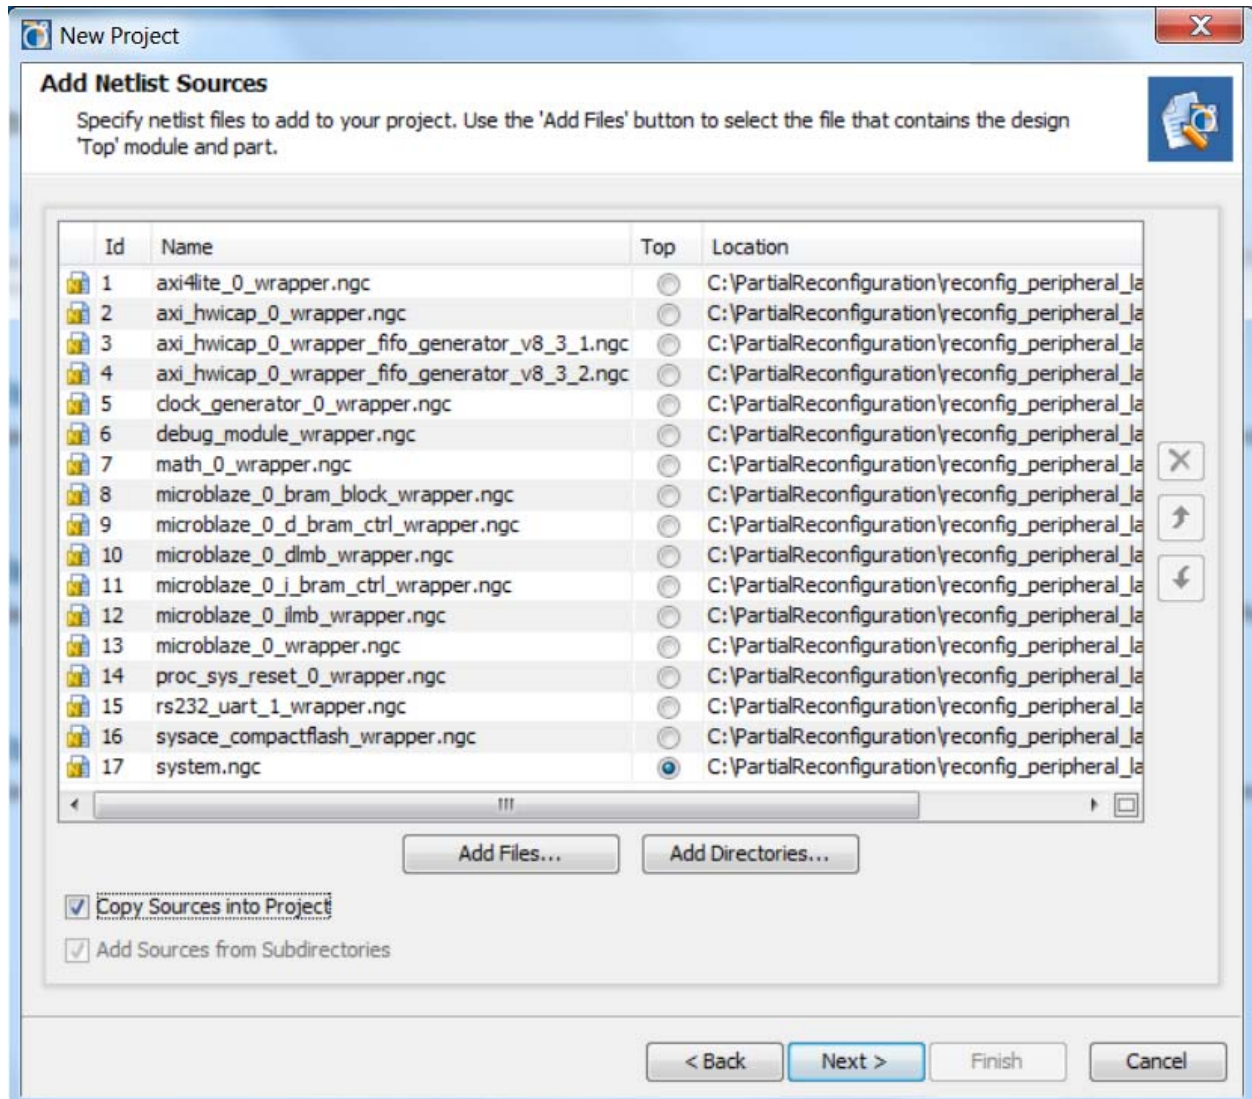 New Project
X
Add Netlist Sources
Specify netlist files to add to your project. Use the 'Add Files' button to select the file that contains the design
'Top' module and part.
Id Name Top Location
1 axi4lite_0_wrapper.ngc C:\PartialReconfiguration\reconfig_peripheral_la
2 axi_hwicap_0_wrapper.ngc C:\PartialReconfiguration\reconfig_peripheral_la
3 axi_hwicap_0_wrapper_fifo_generator_v8_3_1.ngc C:\PartialReconfiguration\reconfig_peripheral_la
4 axi_hwicap_0_wrapper_fifo_generator_v8_3_2.ngc C:\PartialReconfiguration\reconfig_peripheral_la
5 clock_generator_0_wrapper.ngc C:\PartialReconfiguration\reconfig_peripheral_la
6 debug_module_wrapper.ngc C:\PartialReconfiguration\reconfig_peripheral_la
7 math_0_wrapper.ngc C:\PartialReconfiguration\reconfig_peripheral_la
8 microblaze_0_bram_block_wrapper.ngc C:\PartialReconfiguration\reconfig_peripheral_la
9 microblaze_0_d_bram_ctrl_wrapper.ngc C:\PartialReconfiguration\reconfig_peripheral_la
10 microblaze_0_dlmb_wrapper.ngc C:\PartialReconfiguration\reconfig_peripheral_la
11 microblaze_0_i_bram_ctrl_wrapper.ngc C:\PartialReconfiguration\reconfig_peripheral_la
12 microblaze_0_ilmb_wrapper.ngc C:\PartialReconfiguration\reconfig_peripheral_la
13 microblaze_0_wrapper.ngc C:\PartialReconfiguration\reconfig_peripheral_la
14 proc_sys_reset_0_wrapper.ngc C:\PartialReconfiguration\reconfig_peripheral_la
15 rs232_uart_1_wrapper.ngc C:\PartialReconfiguration\reconfig_peripheral_la
16 sysace_compactflash_wrapper.ngc C:\PartialReconfiguration\reconfig_peripheral_la
17 system.ngc C:\PartialReconfiguration\reconfig_peripheral_la
Add Files... Add Directories...
Copy Sources into Project
Add Sources from Subdirectories
< Back Next > Finish Cancel